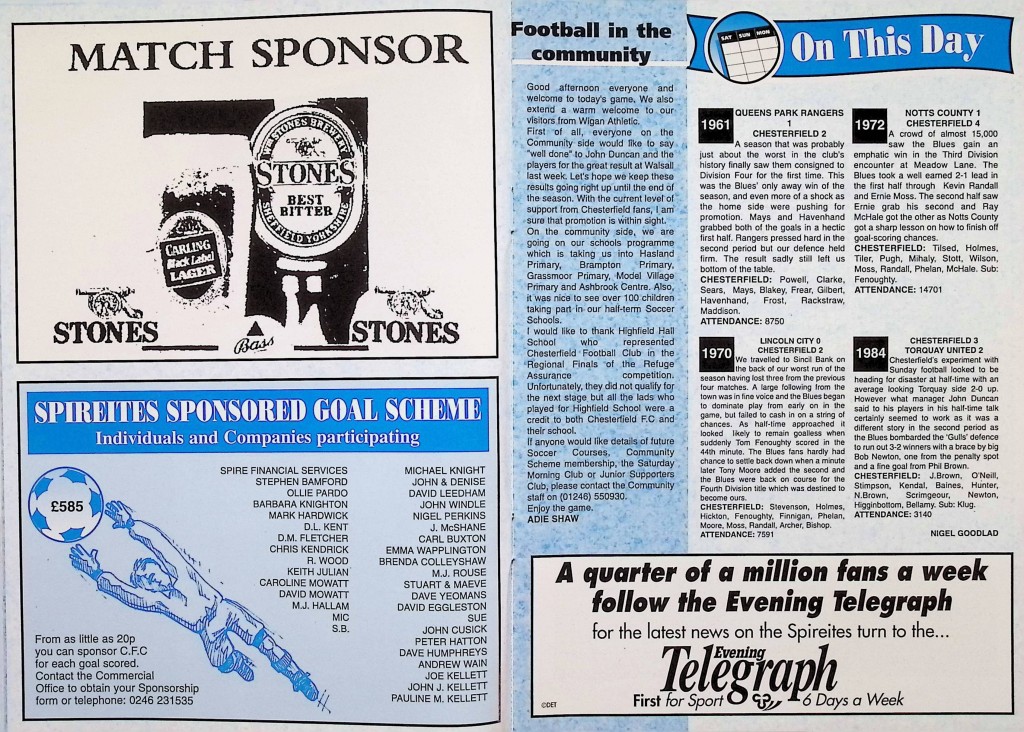 MATCH SPONSOR
WM STONES BREWERY
STONES
BEST
BITTER
SHEFFIELD YORKSHIRE
CARLING
Black Label
LAGER
STONES
Bass
STONES
SPIREITES SPONSORED GOAL SCHEME
Individuals and Companies participating
£585
SPIRE FINANCIAL SERVICES
STEPHEN BAMFORD
OLLIE PARDO
BARBARA KNIGHTON
MARK HARDWICK
D.L. KENT
D.M. FLETCHER
CHRIS KENDRICK
R. WOOD
KEITH JULIAN
CAROLINE MOWATT
DAVID MOWATT
M.J. HALLAM
MIC
S.B.
MICHAEL KNIGHT
JOHN & DENISE
DAVID LEEDHAM
JOHN WINDLE
NIGEL PERKINS
J. McSHANE
CARL BUXTON
EMMA WAPPLINGTON
BRENDA COLLEYSHAW
M.J. ROUSE
STUART & MAEVE
DAVE YEOMANS
DAVID EGGLESTON
SUE
JOHN CUSICK
PETER HATTON
DAVE HUMPHREYS
ANDREW WAIN
JOE KELLETT
JOHN J. KELLETT
PAULINE M. KELLETT
From as little as 20p
you can sponsor C.F.C
for each goal scored.
Contact the Commercial
Office to obtain your Sponsorship
form or telephone: 0246 231535
Football in the
community
Good afternoon everyone and
welcome to today's game. We also
extend a warm welcome to our
visitors from Wigan Athletic.
First of all, everyone on the
Community side would like to say
"well done" to John Duncan and the
players for the great result at Walsall
last week. Let's hope we keep these
results going right up until the end of
the season. With the current level of
support from Chesterfield fans, I am
sure that promotion is within sight.
On the community side, we are
going on our schools programme
which is taking us into Hasland
Primary, Brampton Primary,
Grassmoor Primary, Model Village
Primary and Ashbrook Centre. Also,
it was nice to see over 100 children
taking part in our half-term Soccer
Schools.
I would like to thank Highfield Hall
School who represented
Chesterfield Football Club in the
Regional Finals of the Refuge
Assurance competition.
Unfortunately, they did not qualify for
the next stage but all the lads who
played for Highfield School were a
credit to both Chesterfield F.C and
their school.
If anyone would like details of future
Soccer Courses, Community
Scheme membership, the Saturday
Morning Club or Junior Supporters
Club, please contact the Community
staff on (01246) 550930.
Enjoy the game.
ADIE SHAW
SAT SUN MON
On This Day
1961
QUEENS PARK RANGERS
1
CHESTERFIELD 2
A season that was probably
just about the worst in the club's
history finally saw them consigned to
Division Four for the first time. This
was the Blues' only away win of the
season, and even more of a shock as
the home side were pushing for
promotion. Mays and Havenhand
grabbed both of the goals in a hectic
first half. Rangers pressed hard in the
second period but our defence held
firm. The result sadly still left us
bottom of the table.
CHESTERFIELD: Powell, Clarke,
Sears, Mays, Blakey, Frear, Gilbert,
Havenhand, Frost, Rackstraw,
Maddison.
ATTENDANCE: 8750
1970
LINCOLN CITY 0
CHESTERFIELD 2
We travelled to Sincil Bank on
the back of our worst run of the
season having lost three from the previous
four matches. A large following from the
town was in fine voice and the Blues began
to dominate play from early on in the
game, but failed to cash in on a string of
chances. As half-time approached it
looked likely to remain goalless when
suddenly Tom Fenoughty scored in the
44th minute. The Blues fans hardly had
chance to settle back down when a minute
later Tony Moore added the second and
the Blues were back on course for the
Fourth Division title which was destined to
become ours.
CHESTERFIELD: Stevenson, Holmes,
Hickton, Fenoughty, Finnigan, Phelan,
Moore, Moss, Randall, Archer, Bishop.
ATTENDANCE: 7591
1972
NOTTS COUNTY 1
CHESTERFIELD 4
A crowd of almost 15,000
saw the Blues gain an
emphatic win in the Third Division
encounter at Meadow Lane. The
Blues took a well earned 2-1 lead in
the first half through Kevin Randall
and Ernie Moss. The second half saw
Ernie grab his second and Ray
McHale got the other as Notts County
got a sharp lesson on how to finish off
goal-scoring chances.
CHESTERFIELD: Tilsed, Holmes,
Tiler, Pugh, Mihaly, Stott, Wilson,
Moss, Randall, Phelan, McHale. Sub:
Fenoughty.
ATTENDANCE: 14701
1984
CHESTERFIELD 3
TORQUAY UNITED 2
Chesterfield's experiment with
Sunday football looked to be
heading for disaster at half-time with an
average looking Torquay side 2-0 up.
However what manager John Duncan
said to his players in his half-time talk
certainly seemed to work as it was a
different story in the second period as
the Blues bombarded the 'Gulls' defence
to run out 3-2 winners with a brace by big
Bob Newton, one from the penalty spot
and a fine goal from Phil Brown.
CHESTERFIELD: J.Brown, O'Neill,
Stimpson, Kendal, Baines, Hunter,
N.Brown, Scrimgeour, Newton,
Higginbottom, Bellamy. Sub: Klug.
ATTENDANCE: 3140
NIGEL GOODLAD
A quarter of a million fans a week
follow the Evening Telegraph
for the latest news on the Spireites turn to the...
Evening
Telegraph
First for Sport 6 Days a Week
©DET